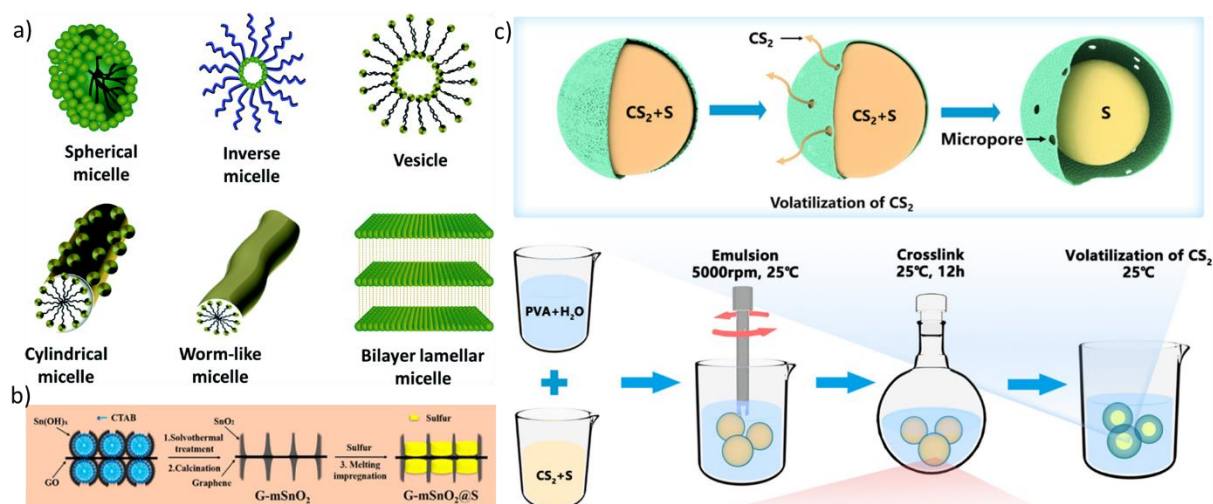 a)
Spherical
micelle
Inverse
micelle
Vesicle
Cylindrical
micelle
Worm-like
micelle
Bilayer lamellar
micelle
b)
Sn(OH)ₓ
CTAB
GO
1.Solvothermal
treatment
2.Calcination
SnO₂
Graphene
G-mSnO₂
Sulfur
3. Melting
impregnation
Sulfur
G-mSnO₂@S
c)
CS₂+S
CS₂
CS₂+S
Volatilization of CS₂
Micropore
S
PVA+H₂O
CS₂+S
Emulsion
5000rpm, 25℃
Crosslink
25℃, 12h
Volatilization of CS₂
25℃